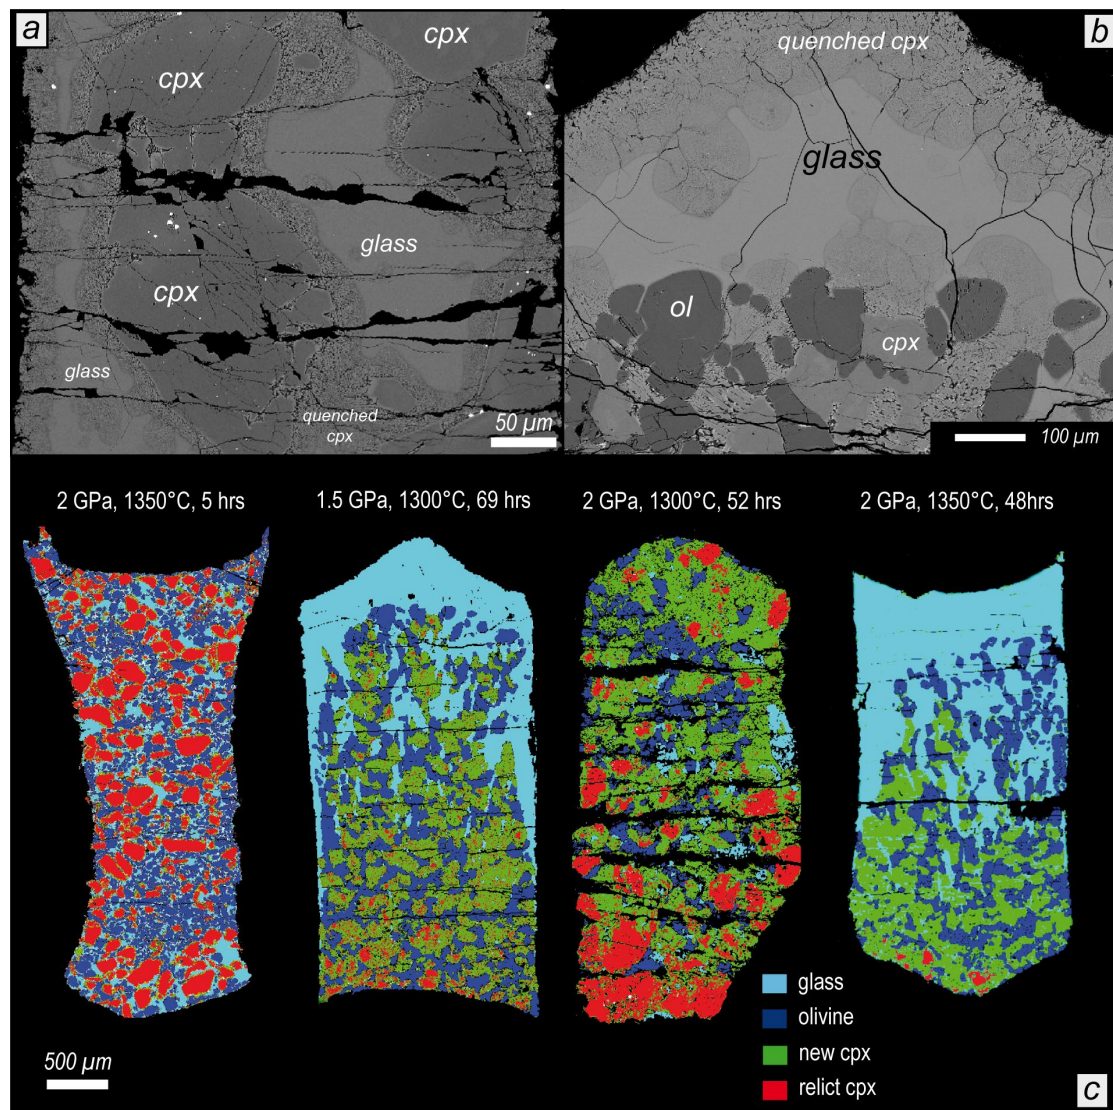 a
cpx
cpx
glass
cpx
glass
quenched
cpx
50 µm
b
quenched cpx
glass
ol
cpx
100 µm
2 GPa, 1350°C, 5 hrs
1.5 GPa, 1300°C, 69 hrs
2 GPa, 1300°C, 52 hrs
2 GPa, 1350°C, 48hrs
glass
olivine
new cpx
relict cpx
500 µm
c